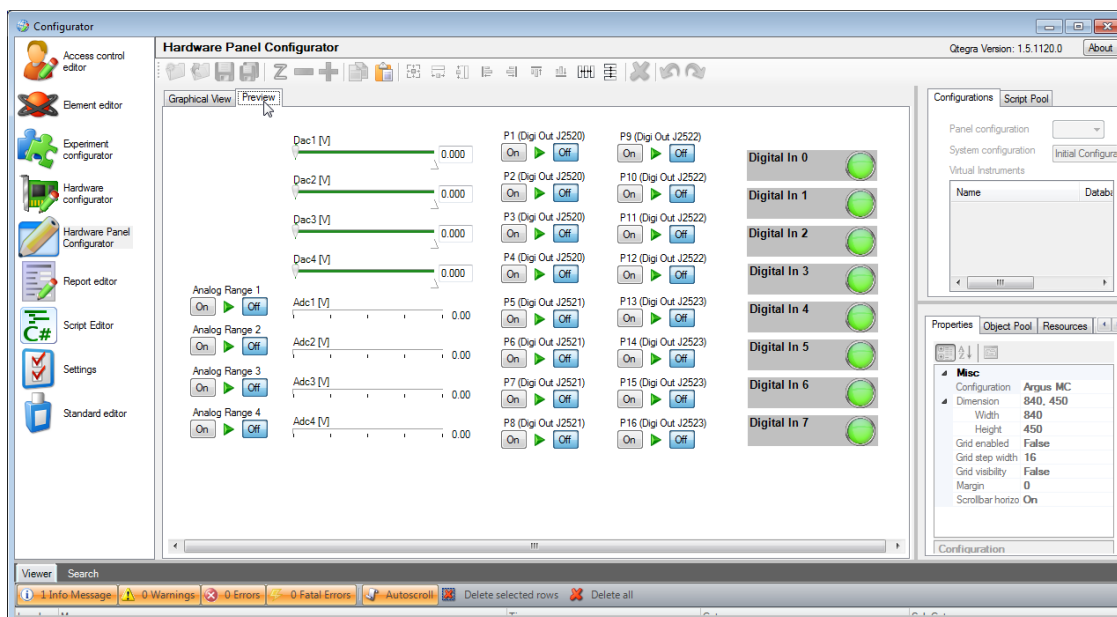 Configurator
Hardware Panel Configurator
Qtegra Version: 1.5.1120.0
About
Access control
editor
Element editor
Experiment
configurator
Hardware
configurator
Hardware Panel
Configurator
Report editor
C#
Script Editor
Settings
Standard editor
Graphical View
Preview
Dac1 [V]
0.000
Dac2 [V]
0.000
Dac3 [V]
0.000
Dac4 [V]
0.000
Analog Range 1
On Off
Analog Range 2
On Off
Analog Range 3
On Off
Analog Range 4
On Off
Adc1 [V]
0.00
Adc2 [V]
0.00
Adc3 [V]
0.00
Adc4 [V]
0.00
P1 (Digi Out J2520)
On Off
P2 (Digi Out J2520)
On Off
P3 (Digi Out J2520)
On Off
P4 (Digi Out J2520)
On Off
P5 (Digi Out J2521)
On Off
P6 (Digi Out J2521)
On Off
P7 (Digi Out J2521)
On Off
P8 (Digi Out J2521)
On Off
P9 (Digi Out J2522)
On Off
P10 (Digi Out J2522)
On Off
P11 (Digi Out J2522)
On Off
P12 (Digi Out J2522)
On Off
P13 (Digi Out J2523)
On Off
P14 (Digi Out J2523)
On Off
P15 (Digi Out J2523)
On Off
P16 (Digi Out J2523)
On Off
Digital In 0
Digital In 1
Digital In 2
Digital In 3
Digital In 4
Digital In 5
Digital In 6
Digital In 7
Configurations Script Pool
Panel configuration
System configuration Initial Configura
Virtual Instruments
Name Databa
Properties Object Pool Resources
Misc
Configuration Argus MC
Dimension 840, 450
Width 840
Height 450
Grid enabled False
Grid step width 16
Grid visibility False
Margin 0
Scrollbar horizo On
Configuration
Viewer Search
1 Info Message 0 Warnings 0 Errors 0 Fatal Errors Autoscroll Delete selected rows Delete all